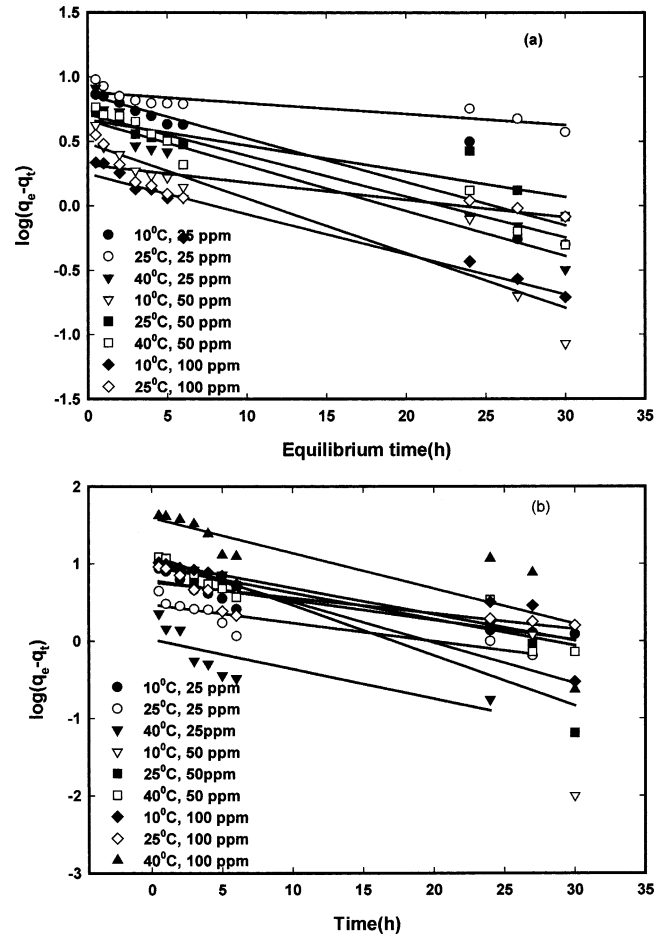 (a)
1.5
1.0
0.5
0.0
-0.5
-1.0
-1.5
log(qₑ-qₜ)
10⁰C, 25 ppm
25⁰C, 25 ppm
40⁰C, 25 ppm
10⁰C, 50 ppm
25⁰C, 50 ppm
40⁰C, 50 ppm
10⁰C, 100 ppm
25⁰C, 100 ppm
0 5 10 15 20 25 30 35
Equilibrium time(h)
(b)
2
1
0
-1
-2
-3
log(qₑ-qₜ)
10⁰C, 25 ppm
25⁰C, 25 ppm
40⁰C, 25ppm
10⁰C, 50 ppm
25⁰C, 50ppm
40⁰C, 50 ppm
10⁰C, 100 ppm
25⁰C, 100 ppm
40⁰C, 100 ppm
0 5 10 15 20 25 30 35
Time(h)